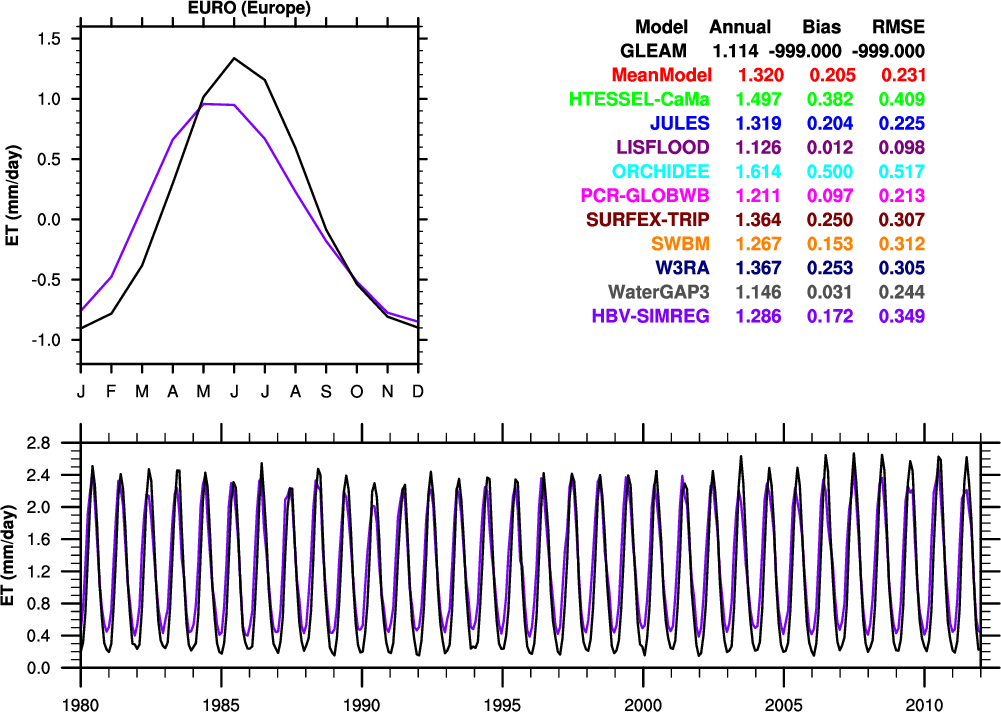 EURO (Europe)
1.5
1.0
0.5
0.0
-0.5
-1.0
ET (mm/day)
J F M A M J J A S O N D
Model Annual Bias RMSE
GLEAM 1.114 -999.000 -999.000
MeanModel 1.320 0.205 0.231
HTESSEL-CaMa 1.497 0.382 0.409
JULES 1.319 0.204 0.225
LISFLOOD 1.126 0.012 0.098
ORCHIDEE 1.614 0.500 0.517
PCR-GLOBWB 1.211 0.097 0.213
SURFEX-TRIP 1.364 0.250 0.307
SWBM 1.267 0.153 0.312
W3RA 1.367 0.253 0.305
WaterGAP3 1.146 0.031 0.244
HBV-SIMREG 1.286 0.172 0.349
2.8
2.4
2.0
1.6
1.2
0.8
0.4
0.0
ET (mm/day)
1980 1985 1990 1995 2000 2005 2010